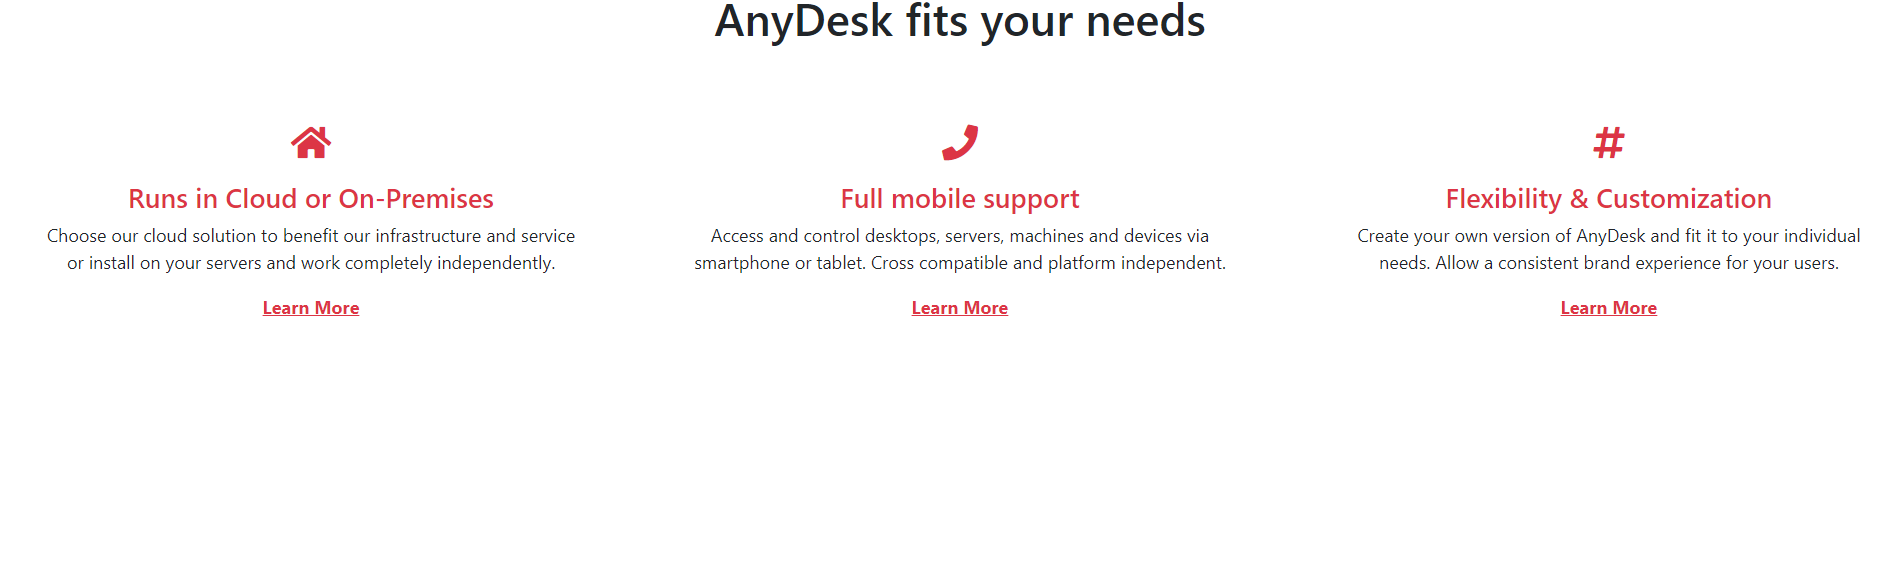 AnyDesk fits your needs
Runs in Cloud or On-Premises
Choose our cloud solution to benefit our infrastructure and service
or install on your servers and work completely independently.
Learn More
Full mobile support
Access and control desktops, servers, machines and devices via
smartphone or tablet. Cross compatible and platform independent.
Learn More
Flexibility & Customization
Create your own version of AnyDesk and fit it to your individual
needs. Allow a consistent brand experience for your users.
Learn More